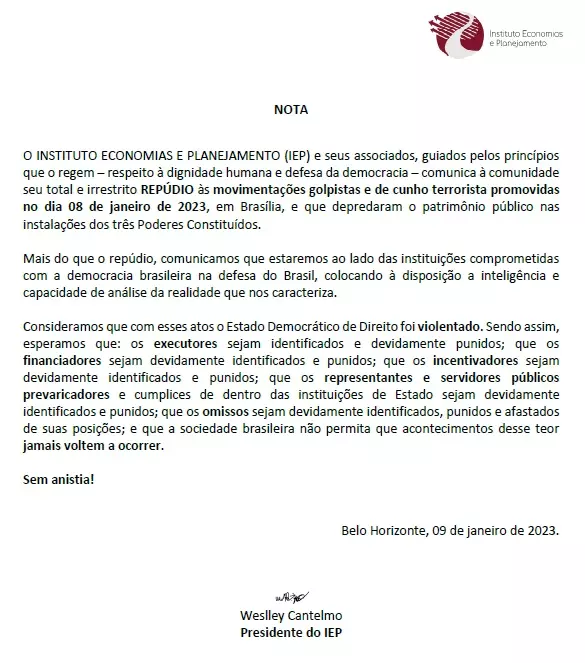 Instituto Economias
e Planejamento
NOTA
O INSTITUTO ECONOMIAS E PLANEJAMENTO (IEP) e seus associados, guiados pelos princípios
que o regem – respeito à dignidade humana e defesa da democracia – comunica à comunidade
seu total e irrestrito REPÚDIO às movimentações golpistas e de cunho terrorista promovidas
no dia 08 de janeiro de 2023, em Brasília, e que depredaram o patrimônio público nas
instalações dos três Poderes Constituídos.
Mais do que o repúdio, comunicamos que estaremos ao lado das instituições comprometidas
com a democracia brasileira na defesa do Brasil, colocando à disposição a inteligência e
capacidade de análise da realidade que nos caracteriza.
Consideramos que com esses atos o Estado Democrático de Direito foi violentado. Sendo assim,
esperamos que: os executores sejam identificados e devidamente punidos; que os
financiadores sejam devidamente identificados e punidos; que os incentivadores sejam
devidamente identificados e punidos; que os representantes e servidores públicos
prevaricadores e cumplices de dentro das instituições de Estado sejam devidamente
identificados e punidos; que os omissos sejam devidamente identificados, punidos e afastados
de suas posições; e que a sociedade brasileira não permita que acontecimentos desse teor
jamais voltem a ocorrer.
Sem anistia!
Belo Horizonte, 09 de janeiro de 2023.
Weslley Cantelmo
Presidente do IEP